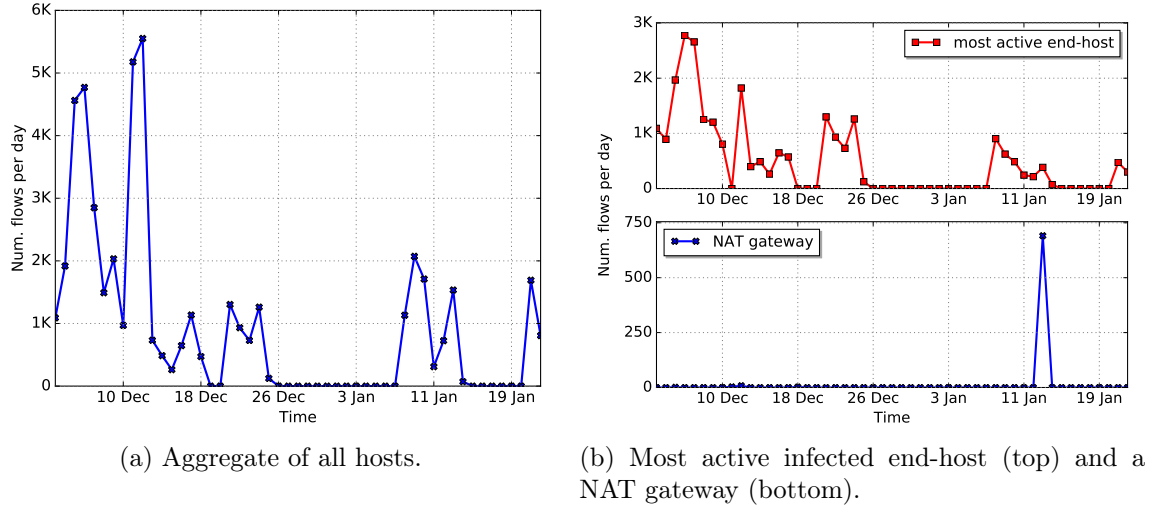 6K
5K
4K
3K
2K
1K
0
Num. flows per day
10 Dec 18 Dec 26 Dec 3 Jan 11 Jan 19 Jan
Time
(a) Aggregate of all hosts.
3K
2K
1K
0
most active end-host
10 Dec 18 Dec 26 Dec 3 Jan 11 Jan 19 Jan
Num. flows per day
750
500
250
0
NAT gateway
10 Dec 18 Dec 26 Dec 3 Jan 11 Jan 19 Jan
Time
(b) Most active infected end-host (top) and a
NAT gateway (bottom).